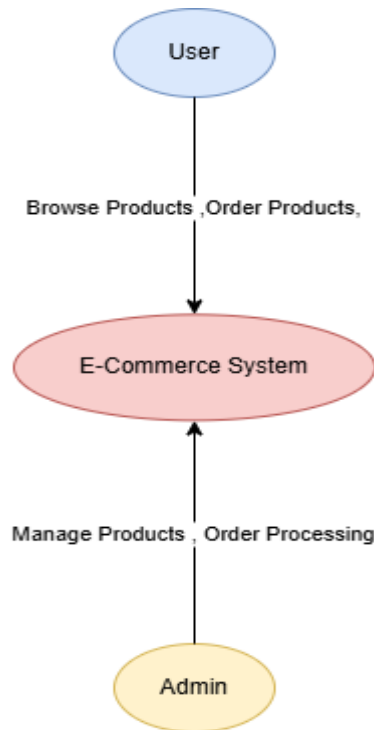 User
Browse Products ,Order Products,
E-Commerce System
Manage Products , Order Processing
Admin